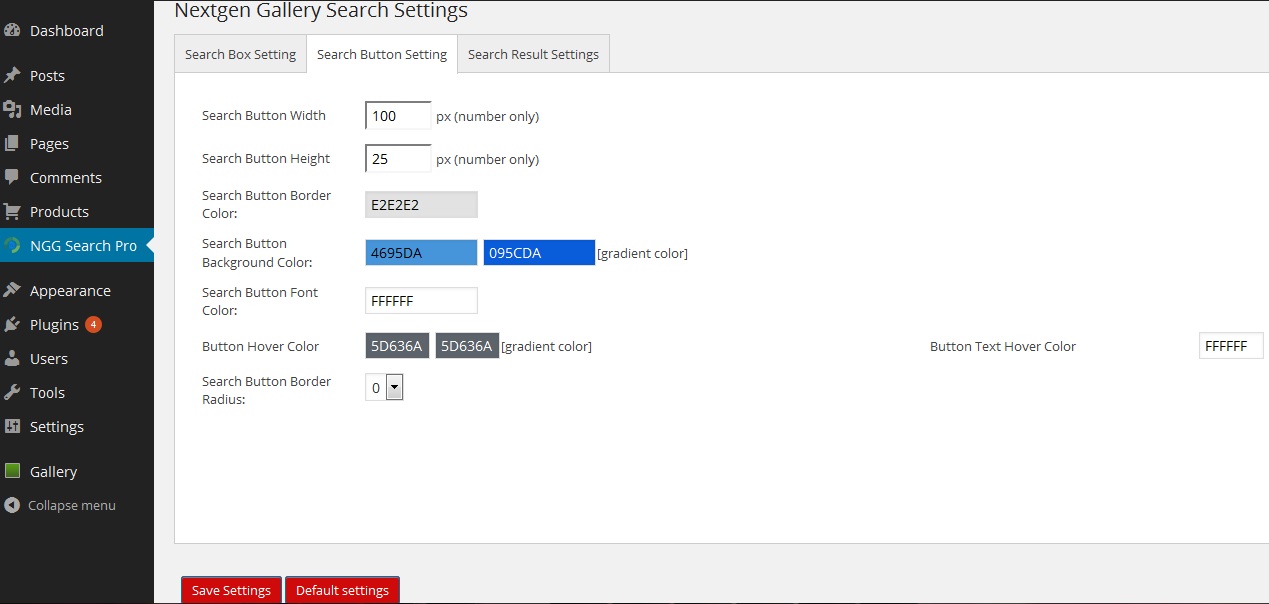 Nextgen Gallery Search Settings
Dashboard
Posts
Media
Pages
Comments
Products
NGG Search Pro
Appearance
Plugins 4
Users
Tools
Settings
Gallery
Collapse menu
Search Box Setting Search Button Setting Search Result Settings
Search Button Width 100 px (number only)
Search Button Height 25 px (number only)
Search Button Border
Color: E2E2E2
Search Button
Background Color: 4695DA 095CDA [gradient color]
Search Button Font
Color: FFFFFF
Button Hover Color 5D636A 5D636A [gradient color] Button Text Hover Color FFFFFF
Search Button Border
Radius: 0
Save Settings Default settings